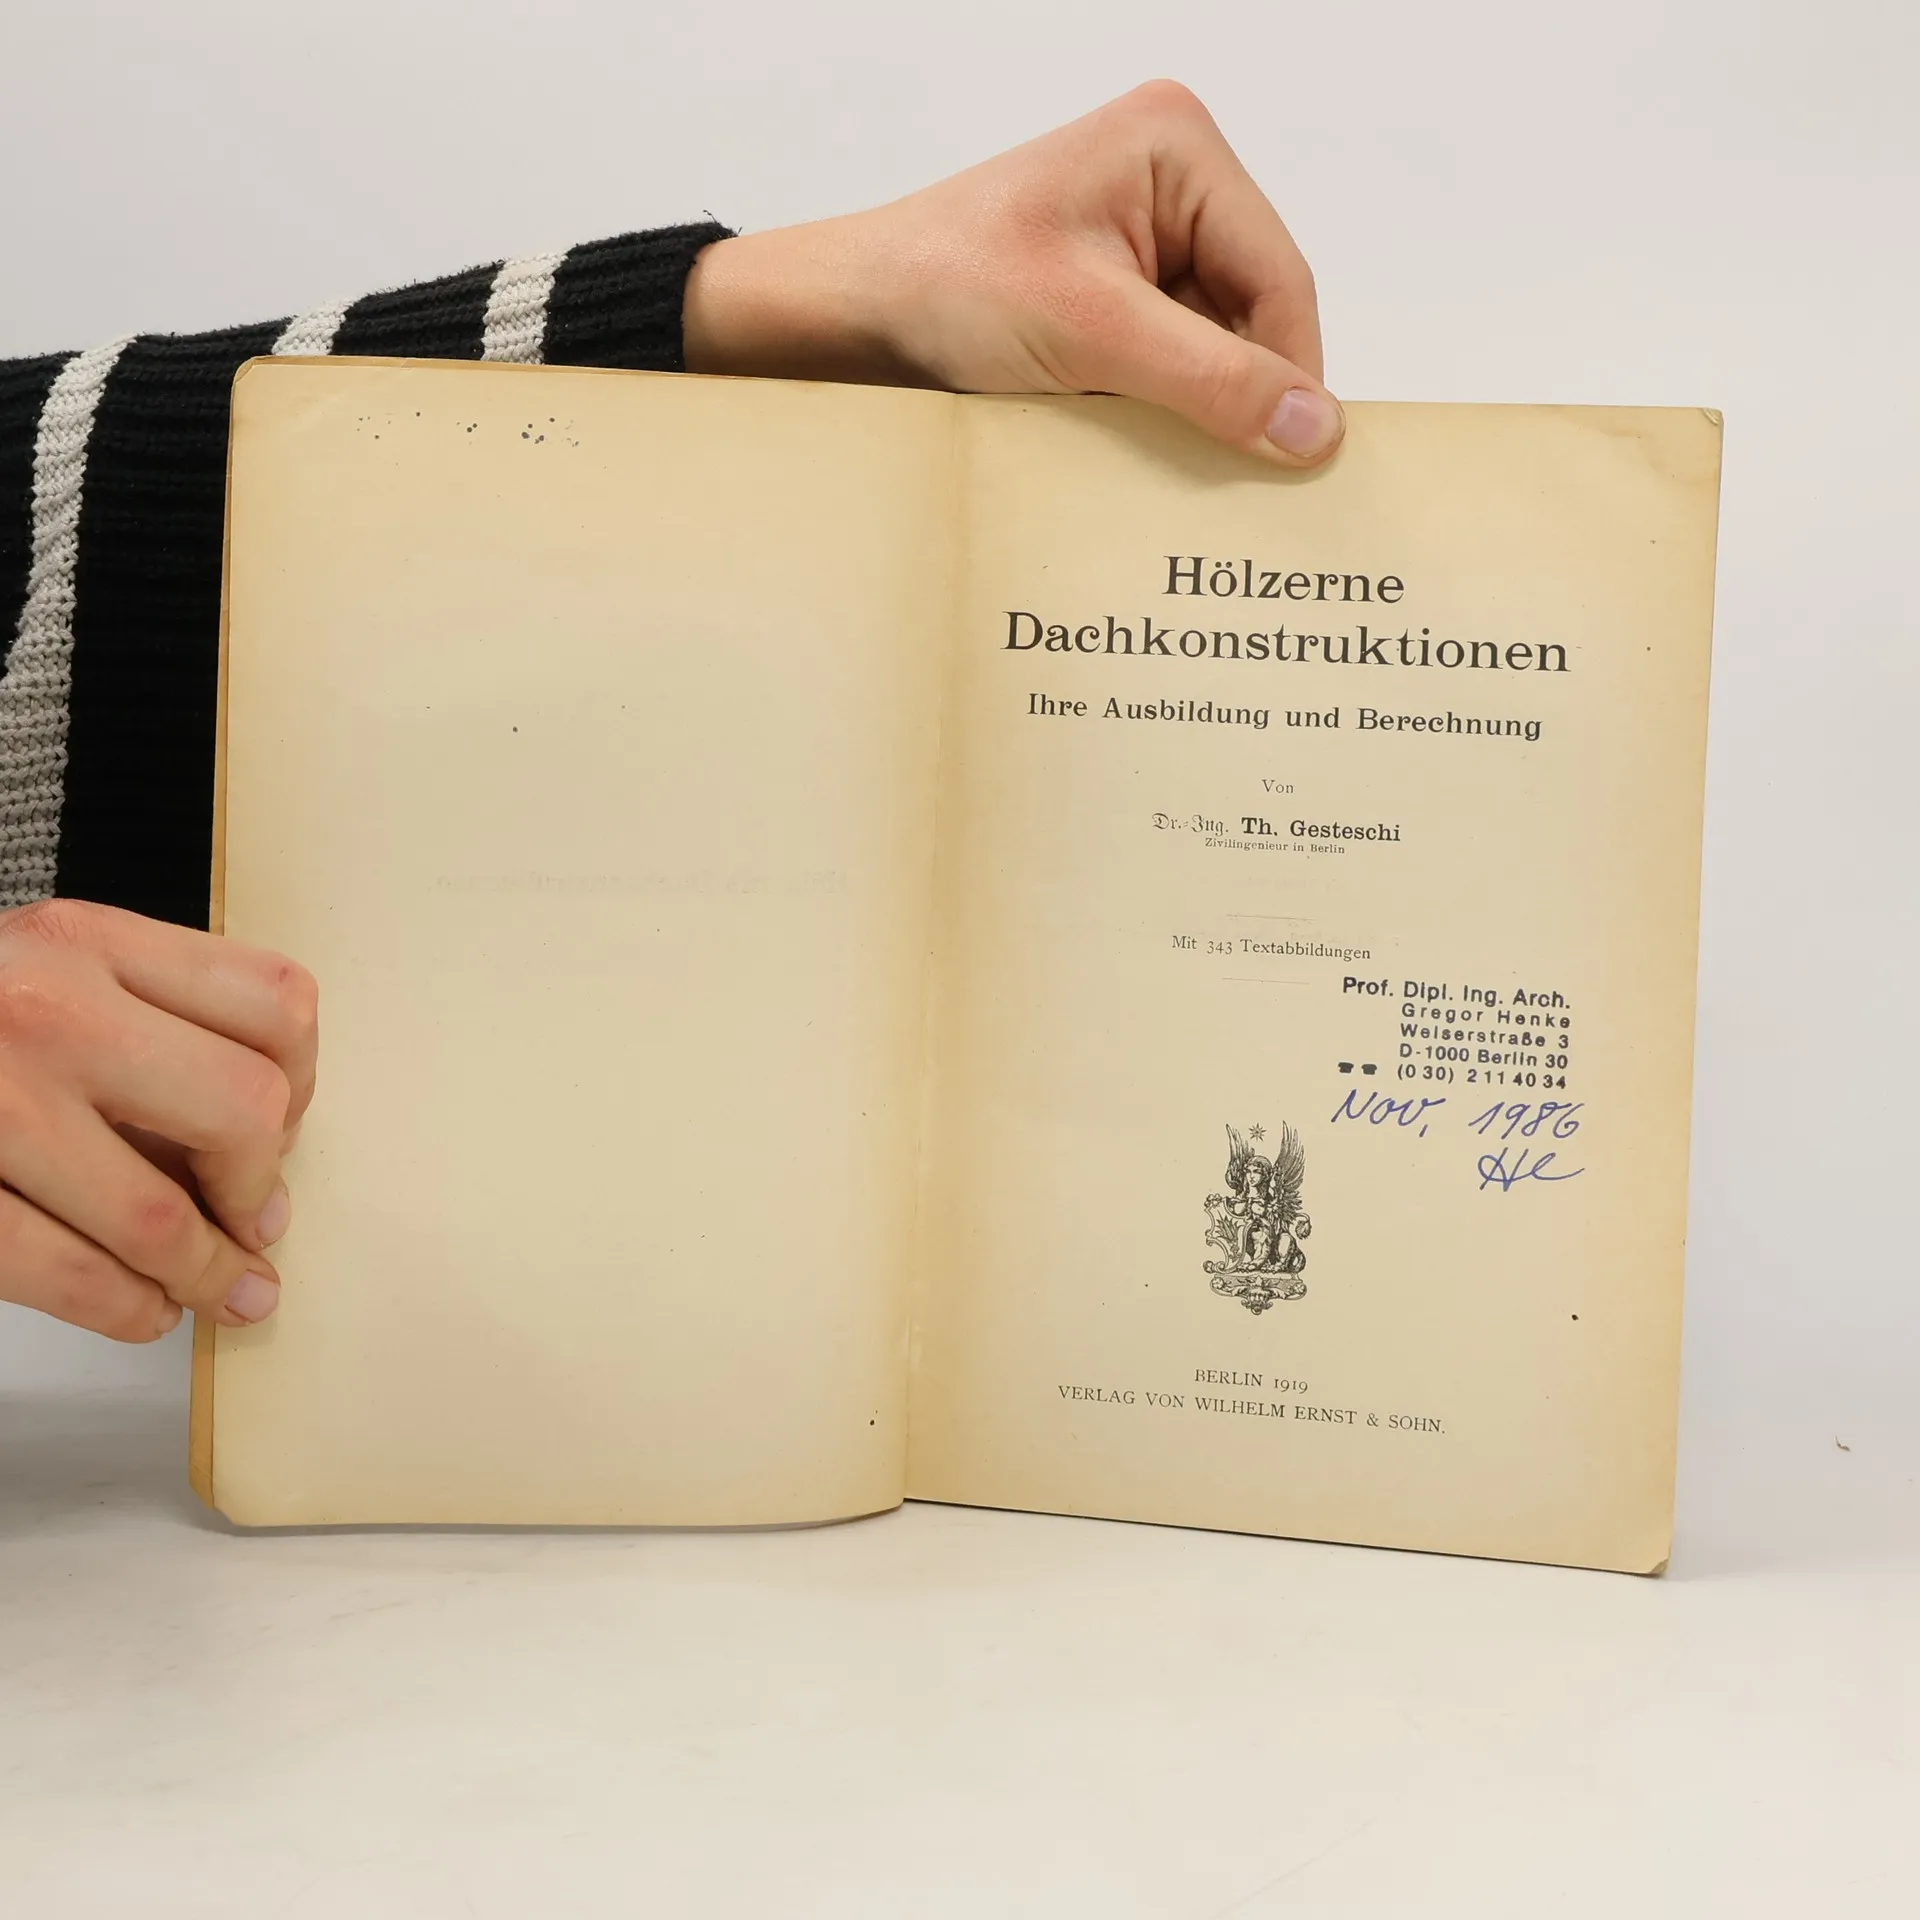 Hölzerne
Dachkonstruktionen
Ihre Ausbildung und Berechnung
Von
Dr.-Ing. Th. Gesteschi
Zivilingenieur in Berlin
Mit 343 Textabbildungen
Prof. Dipl. Ing. Arch.
Gregor Henke
Welserstraße 3
D-1000 Berlin 30
☎☎ (030) 2114034
Nov. 1986
He
BERLIN 1919
VERLAG VON WILHELM ERNST & SOHN.